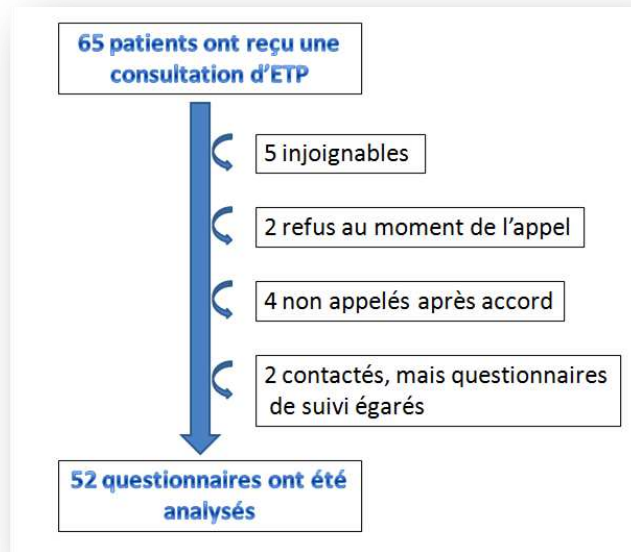 65 patients ont reçu une
consultation d’ETP
5 injoignables
2 refus au moment de l’appel
4 non appelés après accord
2 contactés, mais questionnaires
de suivi égarés
52 questionnaires ont été
analysés